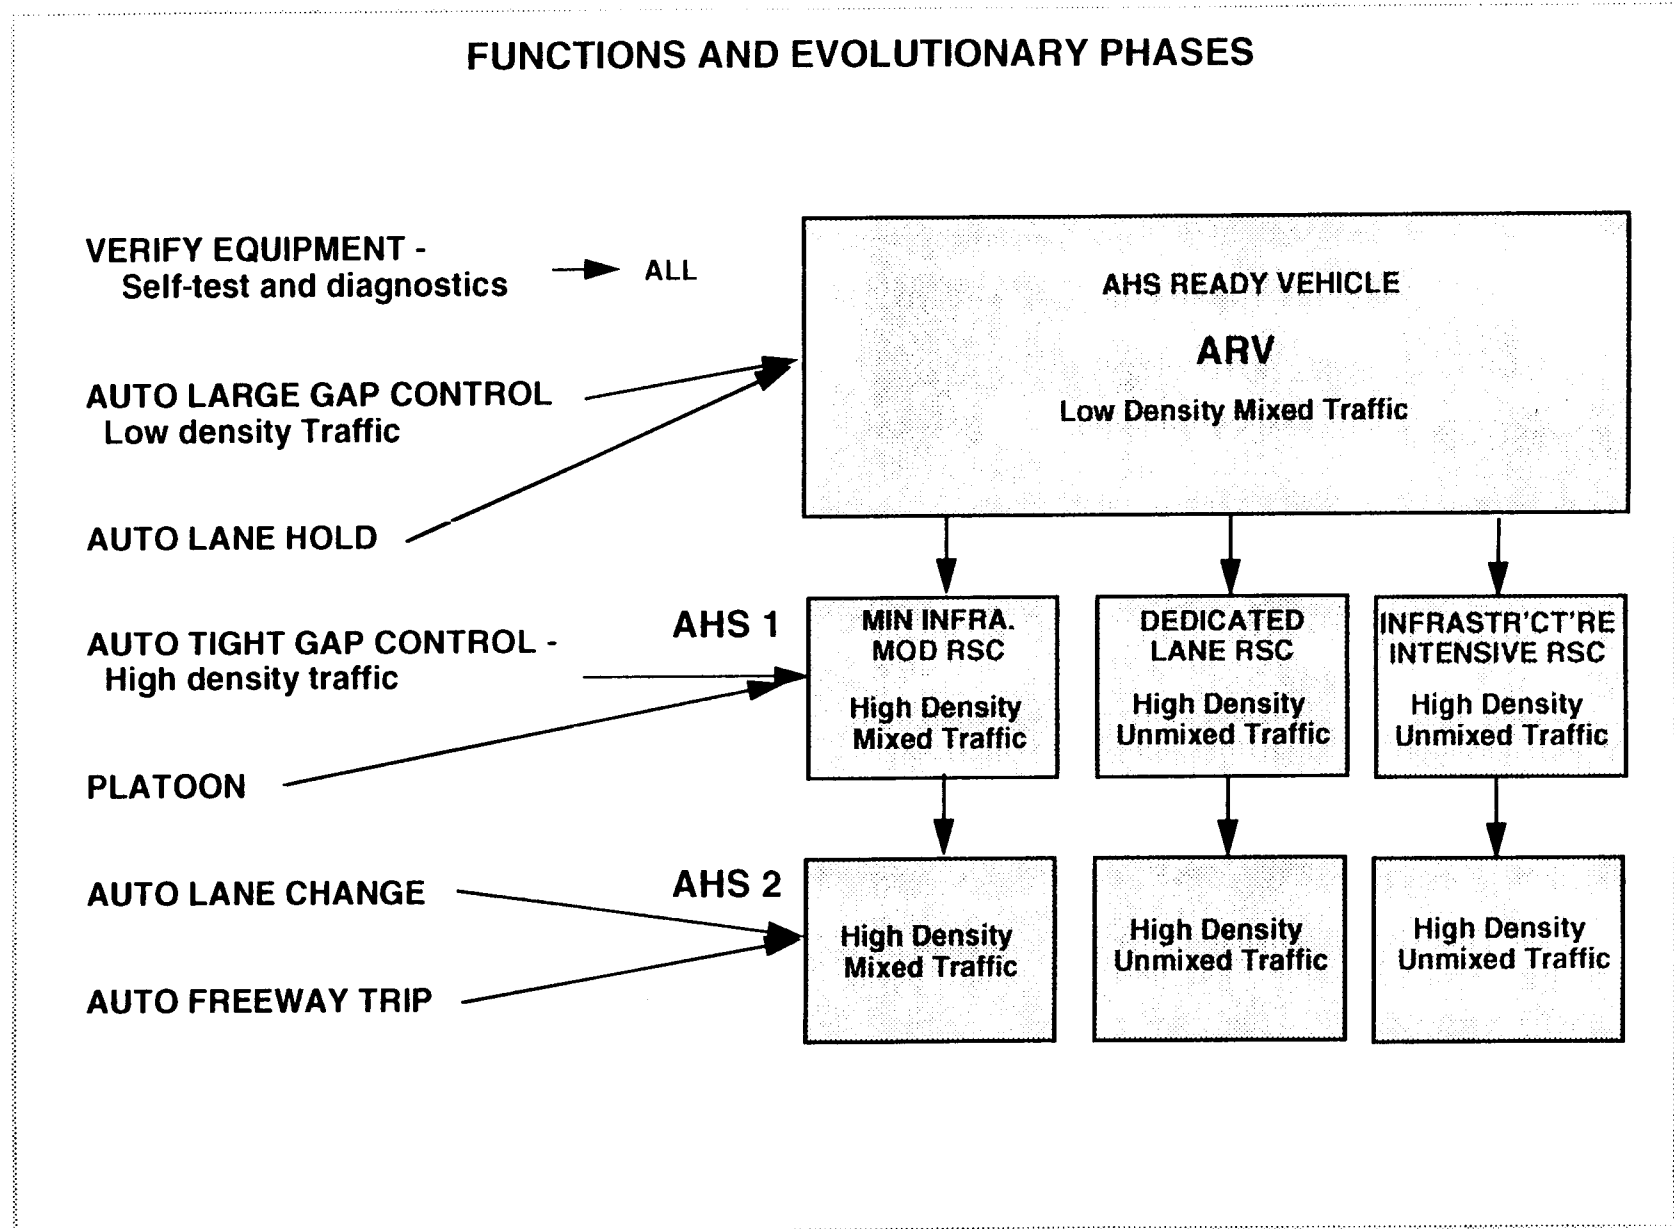 FUNCTIONS AND EVOLUTIONARY PHASES
VERIFY EQUIPMENT -
Self-test and diagnostics
ALL
AUTO LARGE GAP CONTROL
Low density Traffic
AUTO LANE HOLD
AUTO TIGHT GAP CONTROL -
High density traffic
PLATOON
AUTO LANE CHANGE
AUTO FREEWAY TRIP
AHS READY VEHICLE
ARV
Low Density Mixed Traffic
AHS 1
MIN INFRA.
MOD RSC
High Density
Mixed Traffic
DEDICATED
LANE RSC
High Density
Unmixed Traffic
INFRASTR'CT'RE
INTENSIVE RSC
High Density
Unmixed Traffic
AHS 2
High Density
Mixed Traffic
High Density
Unmixed Traffic
High Density
Unmixed Traffic